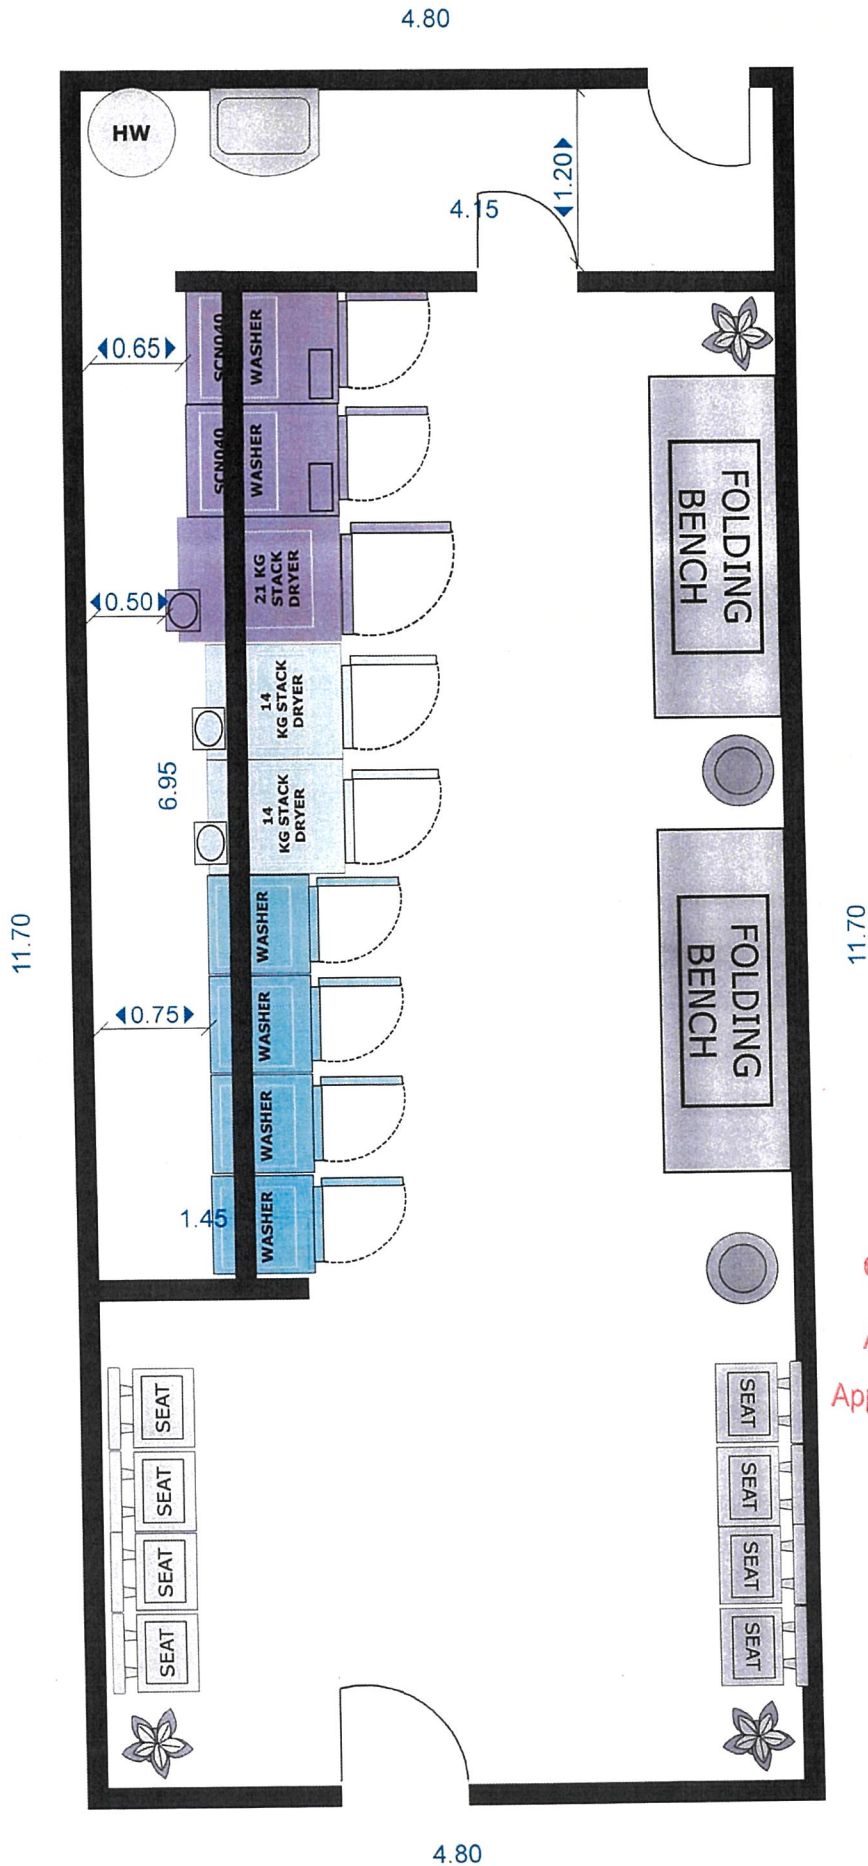 4.80
HW
1.20
4.15
SCN040
WASHER
0.65
SCN040
WASHER
FOLDING
BENCH
21 KG
STACK
DRYER
0.50
14
KG STACK
DRYER
6.95
14
KG STACK
DRYER
WASHER
11.70
11.70
FOLDING
BENCH
WASHER
0.75
WASHER
WASHER
1.45
SEAT
SEAT
SEAT
SEAT
SEAT
SEAT
SEAT
SEAT
4.80